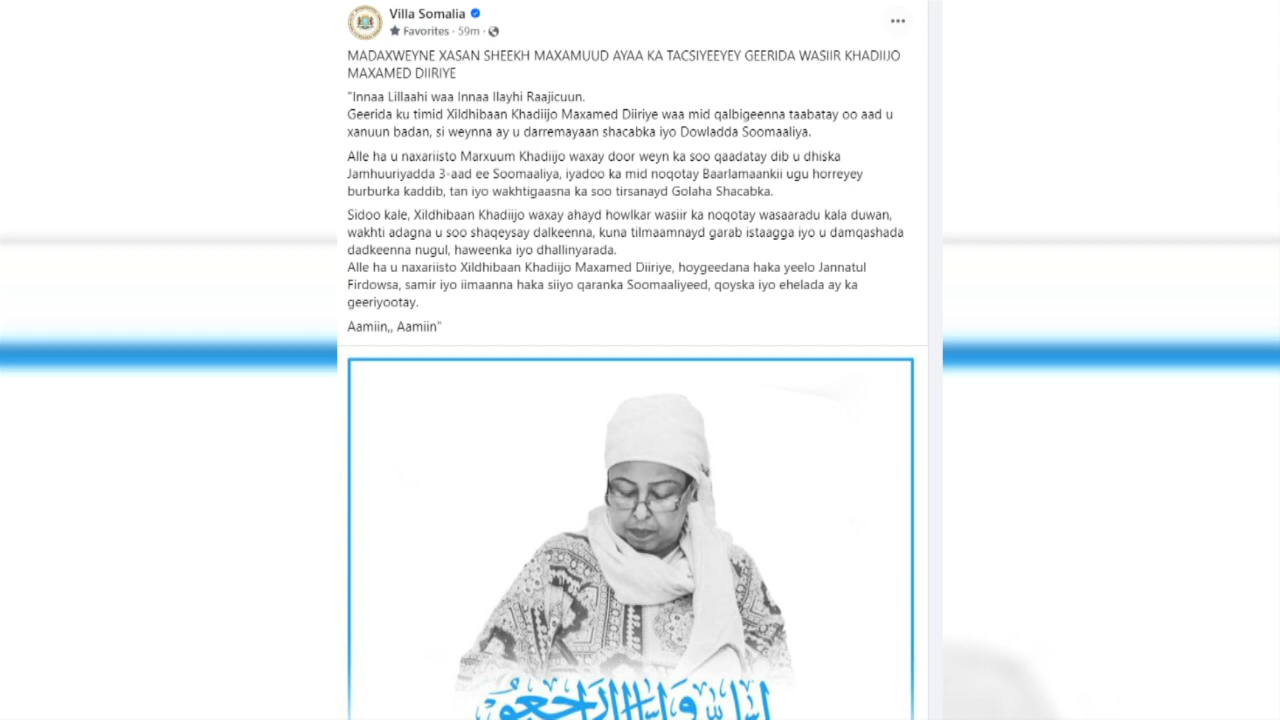 Villa Somalia
Favorites · 59m ·
MADAXWEYNE XASAN SHEEKH MAXAMUUD AYAA KA TACSIYEEYEY GEERIDA WASIIR KHADIIJO
MAXAMED DIIRIYE
"Innaa Lillaahi waa Innaa Ilayhi Raajicuun.
Geerida ku timid Xildhibaan Khadiijo Maxamed Diiriye waa mid qalbigeenna taabatay oo aad u
xanuun badan, si weynna ay u darremayaan shacabka iyo Dowladda Soomaaliya.
Alle ha u naxariisto Marxuum Khadiijo waxay door weyn ka soo qaadatay dib u dhiska
Jamhuuriyadda 3-aad ee Soomaaliya, iyadoo ka mid noqotay Baarlamaankii ugu horreyey
burburka kaddib, tan iyo wakhtigaasna ka soo tirsanayd Golaha Shacabka.
Sidoo kale, Xildhibaan Khadiijo waxay ahayd howlkar wasiir ka noqotay wasaaradu kala duwan,
wakhti adagna u soo shaqeysay dalkeenna, kuna tilmaamnayd garab istaagga iyo u damqashada
dadkeenna nugul, haweenka iyo dhallinyarada.
Alle ha u naxariisto Xildhibaan Khadiijo Maxamed Diiriye, hoygeedana haka yeelo Jannatul
Firdowsa, samir iyo iimaanna haka siiyo qaranka Soomaaliyeed, qoyska iyo ehelada ay ka
geeriyootay.
Aamiin,, Aamiin"